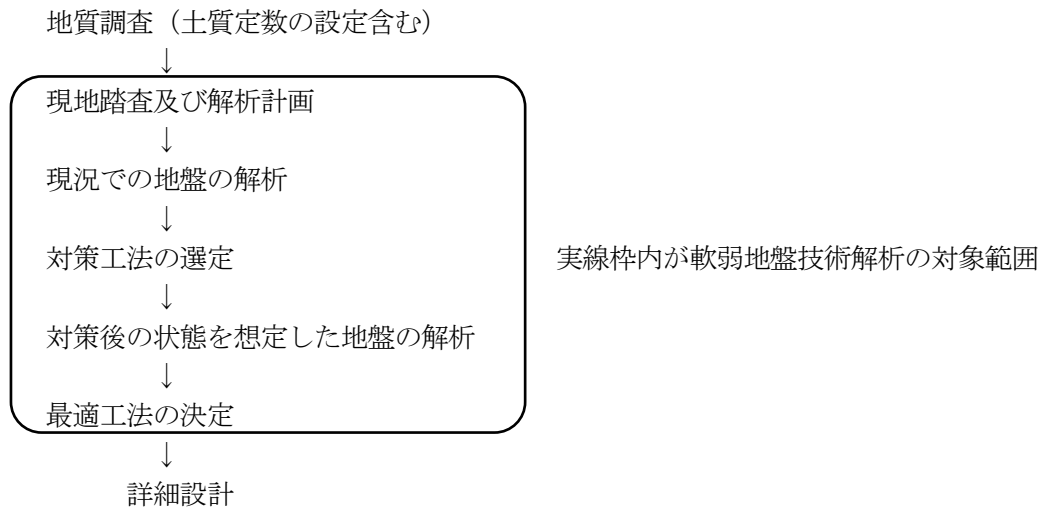 地質調査（土質定数の設定含む）
↓
現地踏査及び解析計画
↓
現況での地盤の解析
↓
対策工法の選定
実線枠内が軟弱地盤技術解析の対象範囲
↓
対策後の状態を想定した地盤の解析
↓
最適工法の決定
↓
詳細設計